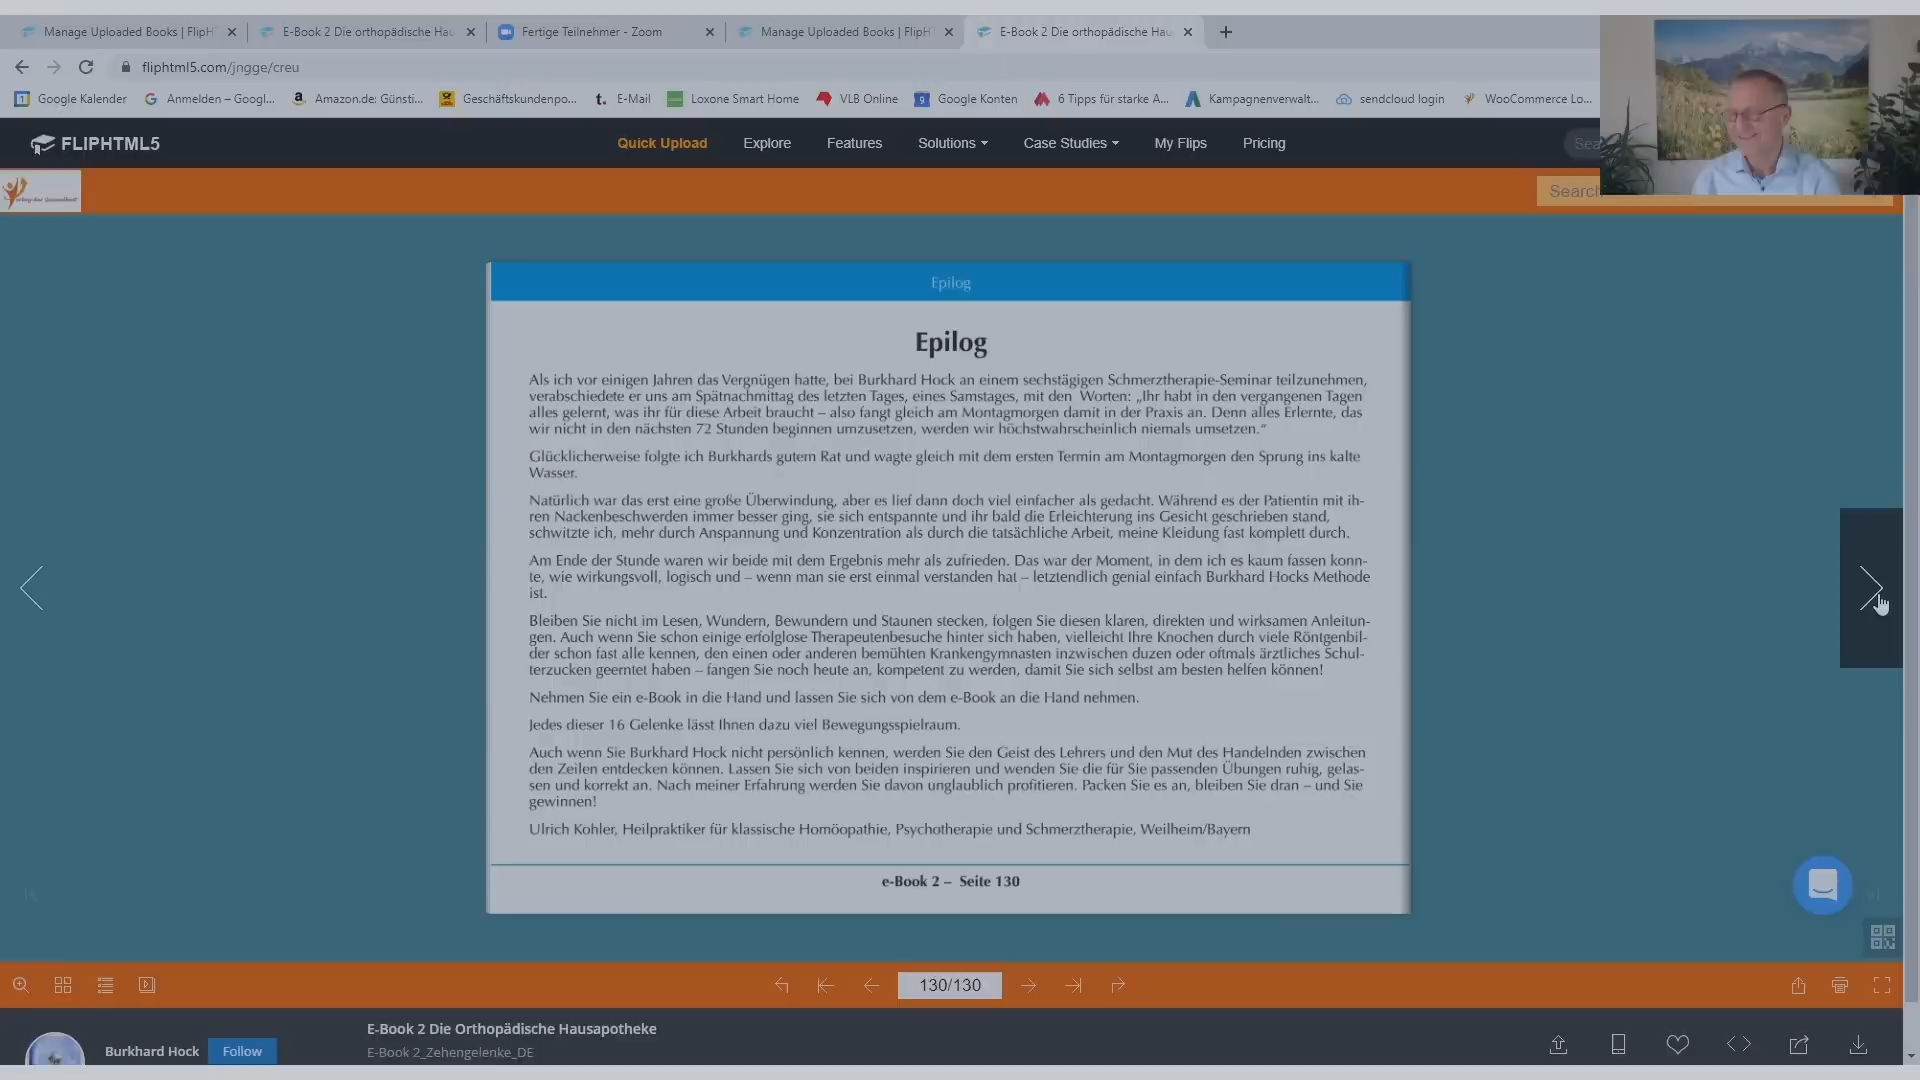 Manage Uploaded Books | FlipH
E-Book 2 Die orthopädische Hau
Fertige Teilnehmer - Zoom
Manage Uploaded Books | FlipH
E-Book 2 Die orthopädische Hau
fliphtml5.com/jngge/creu
Google Kalender
Anmelden – Googl...
Amazon.de: Günsti...
Geschäftskundenpo...
E-Mail
Loxone Smart Home
VLB Online
Google Konten
6 Tipps für starke A...
Kampagnenverwalt...
sendcloud login
WooCommerce Lo...
FLIPHTML5
Quick Upload
Explore
Features
Solutions
Case Studies
My Flips
Pricing
Sea
Search
Epilog
Epilog
Als ich vor einigen Jahren das Vergnügen hatte, bei Burkhard Hock an einem sechstägigen Schmerztherapie-Seminar teilzunehmen,
verabschiedete er uns am Spätnachmittag des letzten Tages, eines Samstages, mit den Worten: „Ihr habt in den vergangenen Tagen
alles gelernt, was ihr für diese Arbeit braucht – also fangt gleich am Montagmorgen damit in der Praxis an. Denn alles Erlernte, das
wir nicht in den nächsten 72 Stunden beginnen umzusetzen, werden wir höchstwahrscheinlich niemals umsetzen.“
Glücklicherweise folgte ich Burkhards gutem Rat und wagte gleich mit dem ersten Termin am Montagmorgen den Sprung ins kalte
Wasser.
Natürlich war das erst eine große Überwindung, aber es lief dann doch viel einfacher als gedacht. Während es der Patientin mit ih-
ren Nackenbeschwerden immer besser ging, sie sich entspannte und ihr bald die Erleichterung ins Gesicht geschrieben stand,
schwitzte ich, mehr durch Anspannung und Konzentration als durch die tatsächliche Arbeit, meine Kleidung fast komplett durch.
Am Ende der Stunde waren wir beide mit dem Ergebnis mehr als zufrieden. Das war der Moment, in dem ich es kaum fassen konn-
te, wie wirkungsvoll, logisch und – wenn man sie erst einmal verstanden hat – letztendlich genial einfach Burkhard Hocks Methode
ist.
Bleiben Sie nicht im Lesen, Wundern, Bewundern und Staunen stecken, folgen Sie diesen klaren, direkten und wirksamen Anleitun-
gen. Auch wenn Sie schon einige erfolglose Therapeutenbesuche hinter sich haben, vielleicht Ihre Knochen durch viele Röntgenbil-
der schon fast alle kennen, den einen oder anderen bemühten Krankengymnasten inzwischen duzen oder oftmals ärztliches Schul-
terzucken geerntet haben – fangen Sie noch heute an, kompetent zu werden, damit Sie sich selbst am besten helfen können!
Nehmen Sie ein e-Book in die Hand und lassen Sie sich von dem e-Book an die Hand nehmen.
Jedes dieser 16 Gelenke lässt Ihnen dazu viel Bewegungsspielraum.
Auch wenn Sie Burkhard Hock nicht persönlich kennen, werden Sie den Geist des Lehrers und den Mut des Handelnden zwischen
den Zeilen entdecken können. Lassen Sie sich von beiden inspirieren und wenden Sie die für Sie passenden Übungen ruhig, gelas-
sen und korrekt an. Nach meiner Erfahrung werden Sie davon unglaublich profitieren. Packen Sie es an, bleiben Sie dran – und Sie
gewinnen!
Ulrich Kohler, Heilpraktiker für klassische Homöopathie, Psychotherapie und Schmerztherapie, Weilheim/Bayern
e-Book 2 – Seite 130
130/130
E-Book 2 Die Orthopädische Hausapotheke
Burkhard Hock
Follow
E-Book 2_Zehengelenke_DE